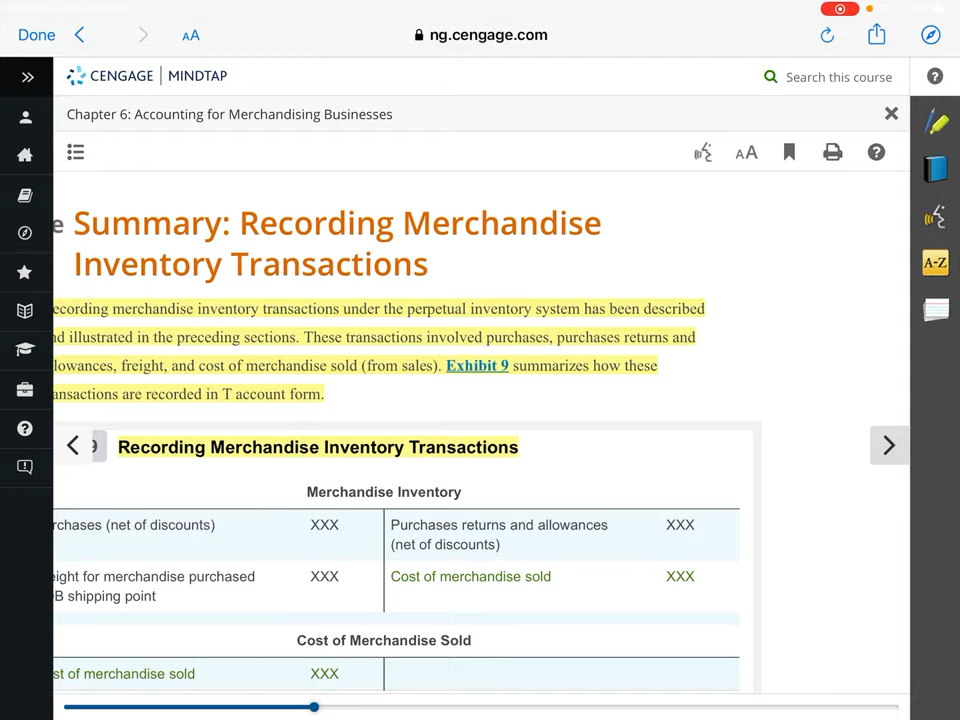 Done
AA
ng.cengage.com
CENGAGE | MINDTAP
Search this course
Chapter 6: Accounting for Merchandising Businesses
AA
e Summary: Recording Merchandise
Inventory Transactions
ecording merchandise inventory transactions under the perpetual inventory system has been described
nd illustrated in the preceding sections. These transactions involved purchases, purchases returns and
lowances, freight, and cost of merchandise sold (from sales). Exhibit 9 summarizes how these
ansactions are recorded in T account form.
9 Recording Merchandise Inventory Transactions
Merchandise Inventory
rchases (net of discounts) XXX Purchases returns and allowances XXX
(net of discounts)
eight for merchandise purchased XXX Cost of merchandise sold XXX
OB shipping point
Cost of Merchandise Sold
st of merchandise sold XXX
A-Z